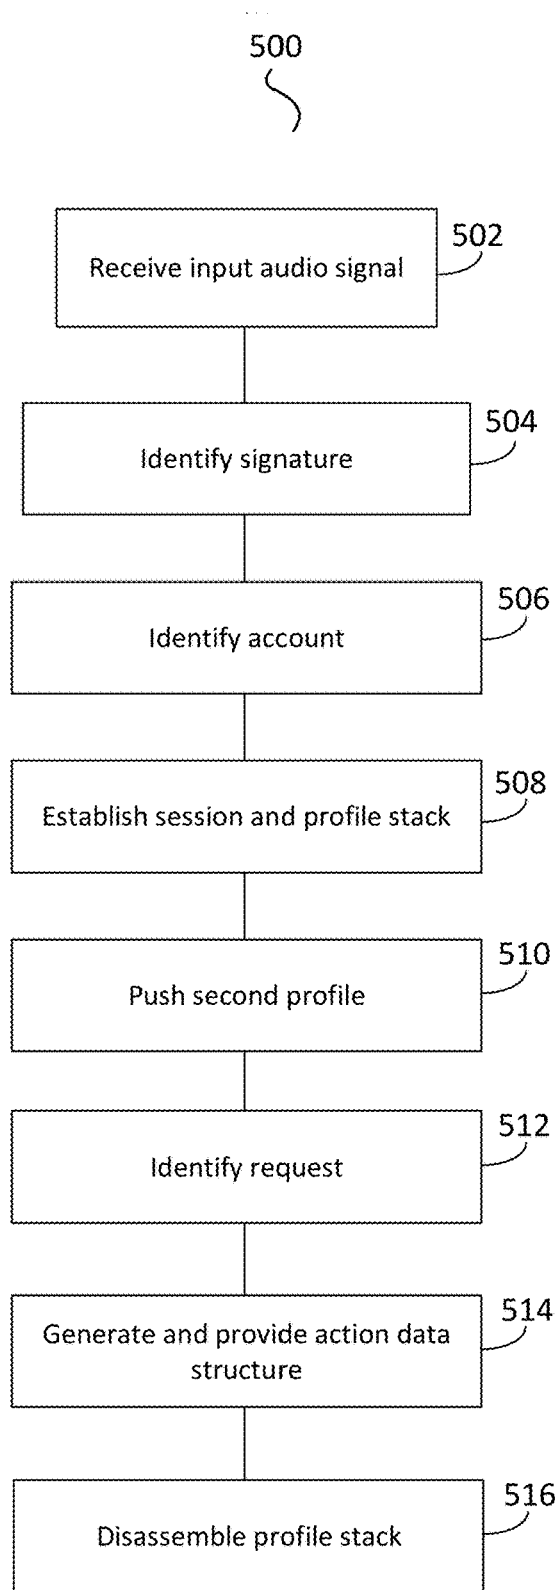 500
502
Receive input audio signal
504
Identify signature
506
Identify account
508
Establish session and profile stack
510
Push second profile
512
Identify request
514
Generate and provide action data
structure
516
Disassemble profile stack